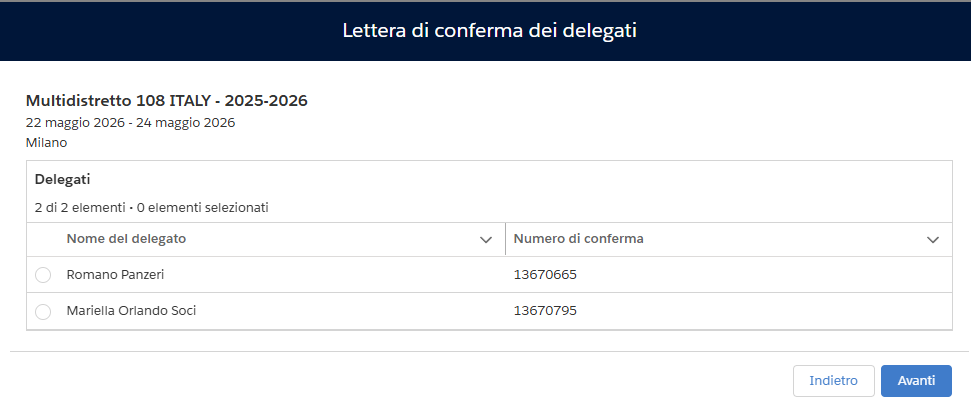 Lettera di conferma dei delegati
Multidistretto 108 ITALY - 2025-2026
22 maggio 2026 - 24 maggio 2026
Milano
Delegati
2 di 2 elementi • 0 elementi selezionati
Nome del delegato Numero di conferma
Romano Panzeri 13670665
Mariella Orlando Soci 13670795
Indietro Avanti